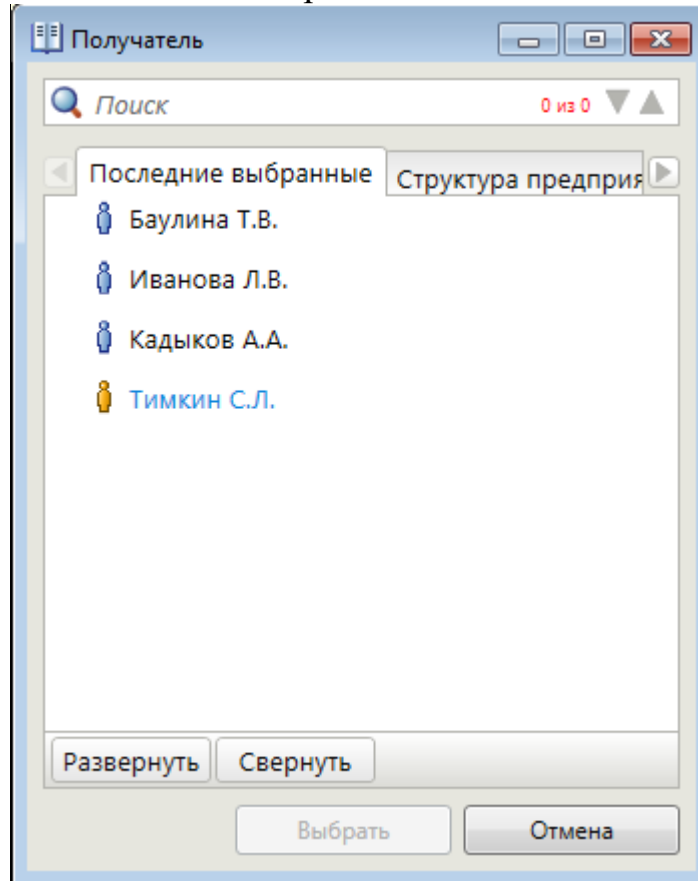 Получатель
Поиск 0 из 0
Последние выбранные Структура предприя
Баулина Т.В.
Иванова Л.В.
Кадыков А.А.
Тимкин С.Л.
Развернуть Свернуть
Выбрать Отмена